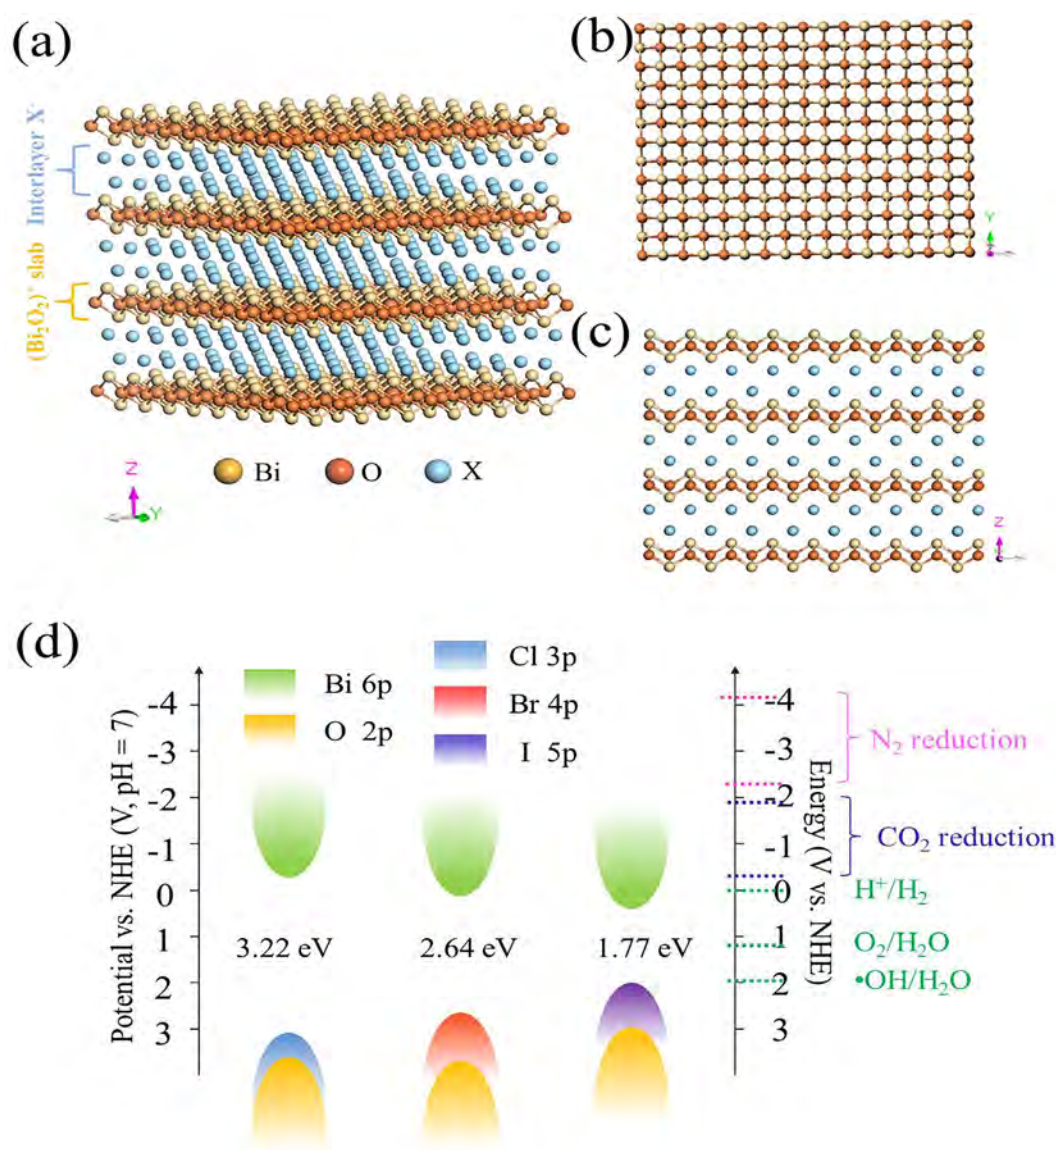 (a)
Interlayer X-
(Bi₂O₂)⁺ slab
Bi
O
X
Z
Y
(b)
Y
Z
(c)
Z
(d)
Potential vs. NHE (V, pH = 7)
-4
-3
-2
-1
0
1
2
3
Bi 6p
O 2p
Cl 3p
Br 4p
I 5p
3.22 eV
2.64 eV
1.77 eV
-4
-3
-2
-1
0
1
2
3
Energy (V vs. NHE)
N₂ reduction
CO₂ reduction
H⁺/H₂
O₂/H₂O
•OH/H₂O